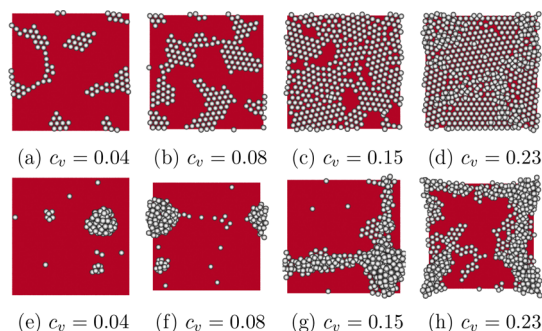 (a) $c_v = 0.04$ (b) $c_v = 0.08$ (c) $c_v = 0.15$ (d) $c_v = 0.23$
(e) $c_v = 0.04$ (f) $c_v = 0.08$ (g) $c_v = 0.15$ (h) $c_v = 0.23$